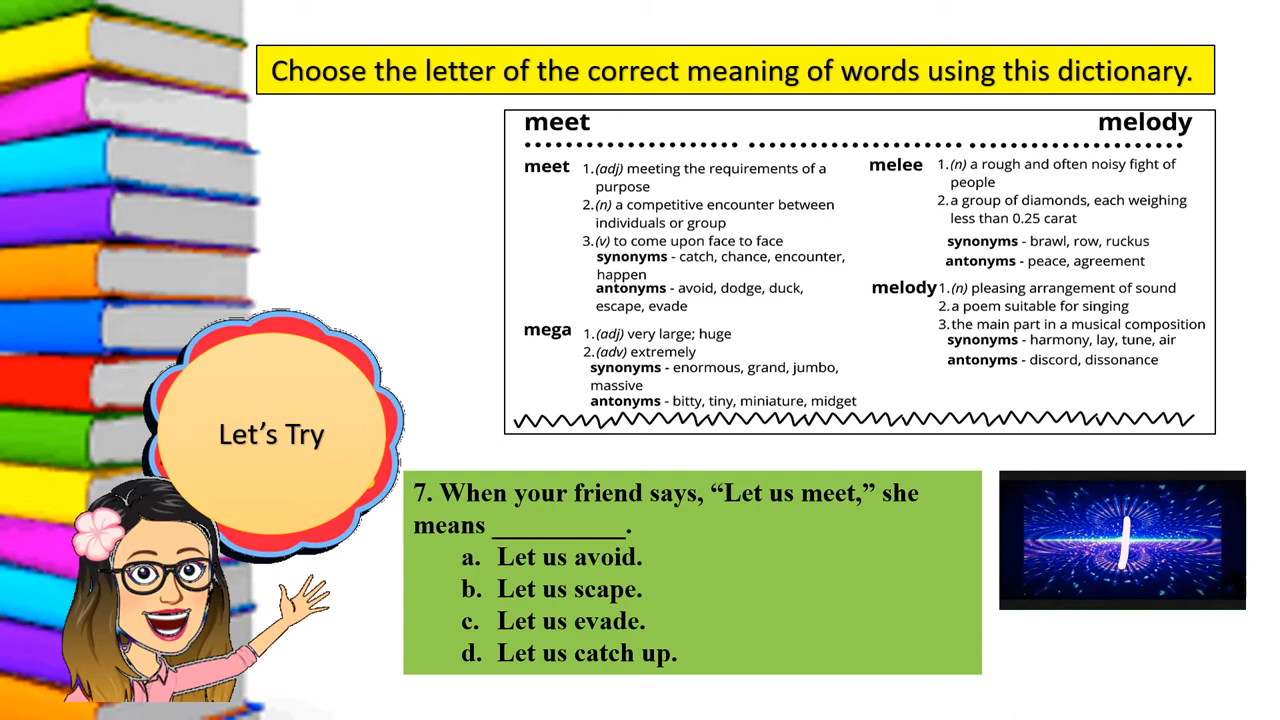 Choose the letter of the correct meaning of words using this dictionary.
meet melody
meet 1.(adj) meeting the requirements of a
purpose
2.(n) a competitive encounter between
individuals or group
3.(v) to come upon face to face
synonyms - catch, chance, encounter,
happen
antonyms - avoid, dodge, duck,
escape, evade
mega 1.(adj) very large; huge
2.(adv) extremely
synonyms - enormous, grand, jumbo,
massive
antonyms - bitty, tiny, miniature, midget
melee 1.(n) a rough and often noisy fight of
people
2.a group of diamonds, each weighing
less than 0.25 carat
synonyms - brawl, row, ruckus
antonyms - peace, agreement
melody 1.(n) pleasing arrangement of sound
2.a poem suitable for singing
3.the main part in a musical composition
synonyms - harmony, lay, tune, air
antonyms - discord, dissonance
Let's Try
7. When your friend says, “Let us meet,” she
means __________.
a. Let us avoid.
b. Let us scape.
c. Let us evade.
d. Let us catch up.
1